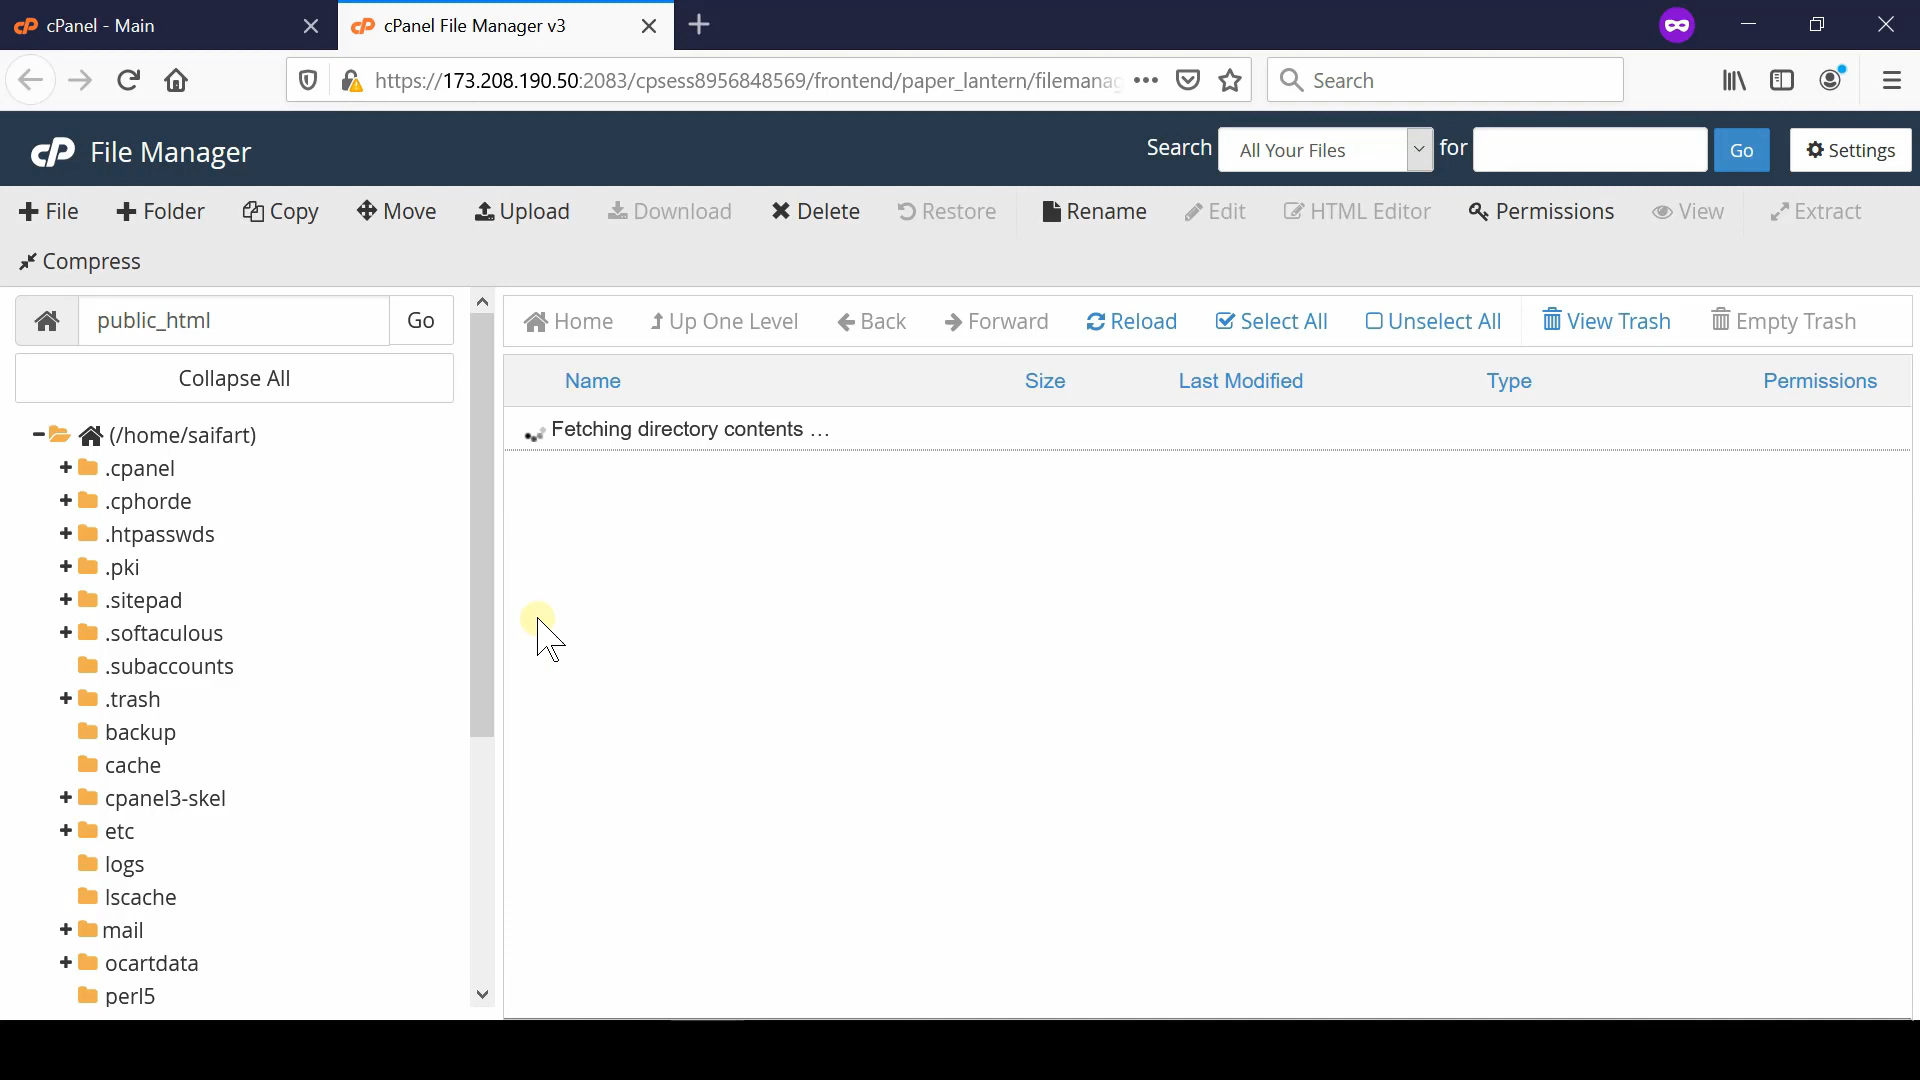 cPanel - Main
cPanel File Manager v3
https://173.208.190.50:2083/cpsess8956848569/frontend/paper_lantern/filemanag
Search
cP File Manager
Search All Your Files for Go Settings
File Folder Copy Move Upload Download Delete Restore Rename Edit HTML Editor Permissions View Extract
Compress
public_html Go
Home Up One Level Back Forward Reload Select All Unselect All View Trash Empty Trash
Collapse All
Name Size Last Modified Type Permissions
Fetching directory contents ...
(/home/saifart)
.cpanel
.cphorde
.htpasswds
.pki
.sitepad
.softaculous
.subaccounts
.trash
backup
cache
cpanel3-skel
etc
logs
lscache
mail
ocartdata
perl5